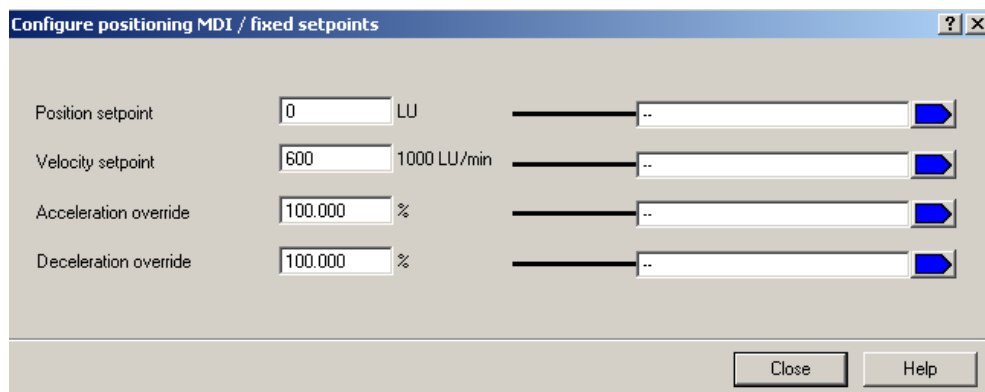 Configure positioning MDI / fixed setpoints
Position setpoint 0 LU --
Velocity setpoint 600 1000 LU/min --
Acceleration override 100.000 % --
Deceleration override 100.000 % --
Close Help